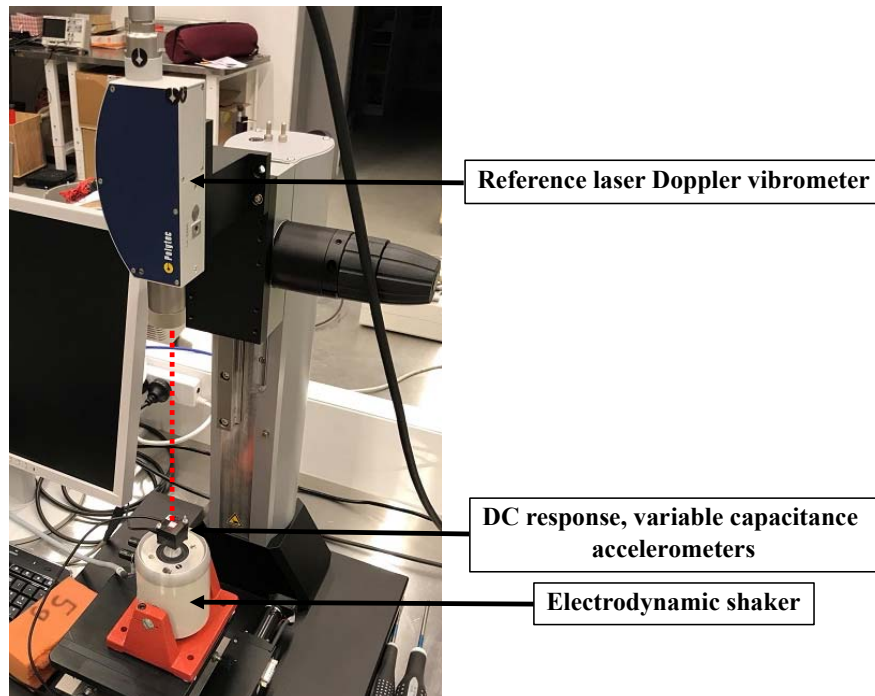 Reference laser Doppler vibrometer
Polytec
DC response, variable capacitance
accelerometers
Electrodynamic shaker